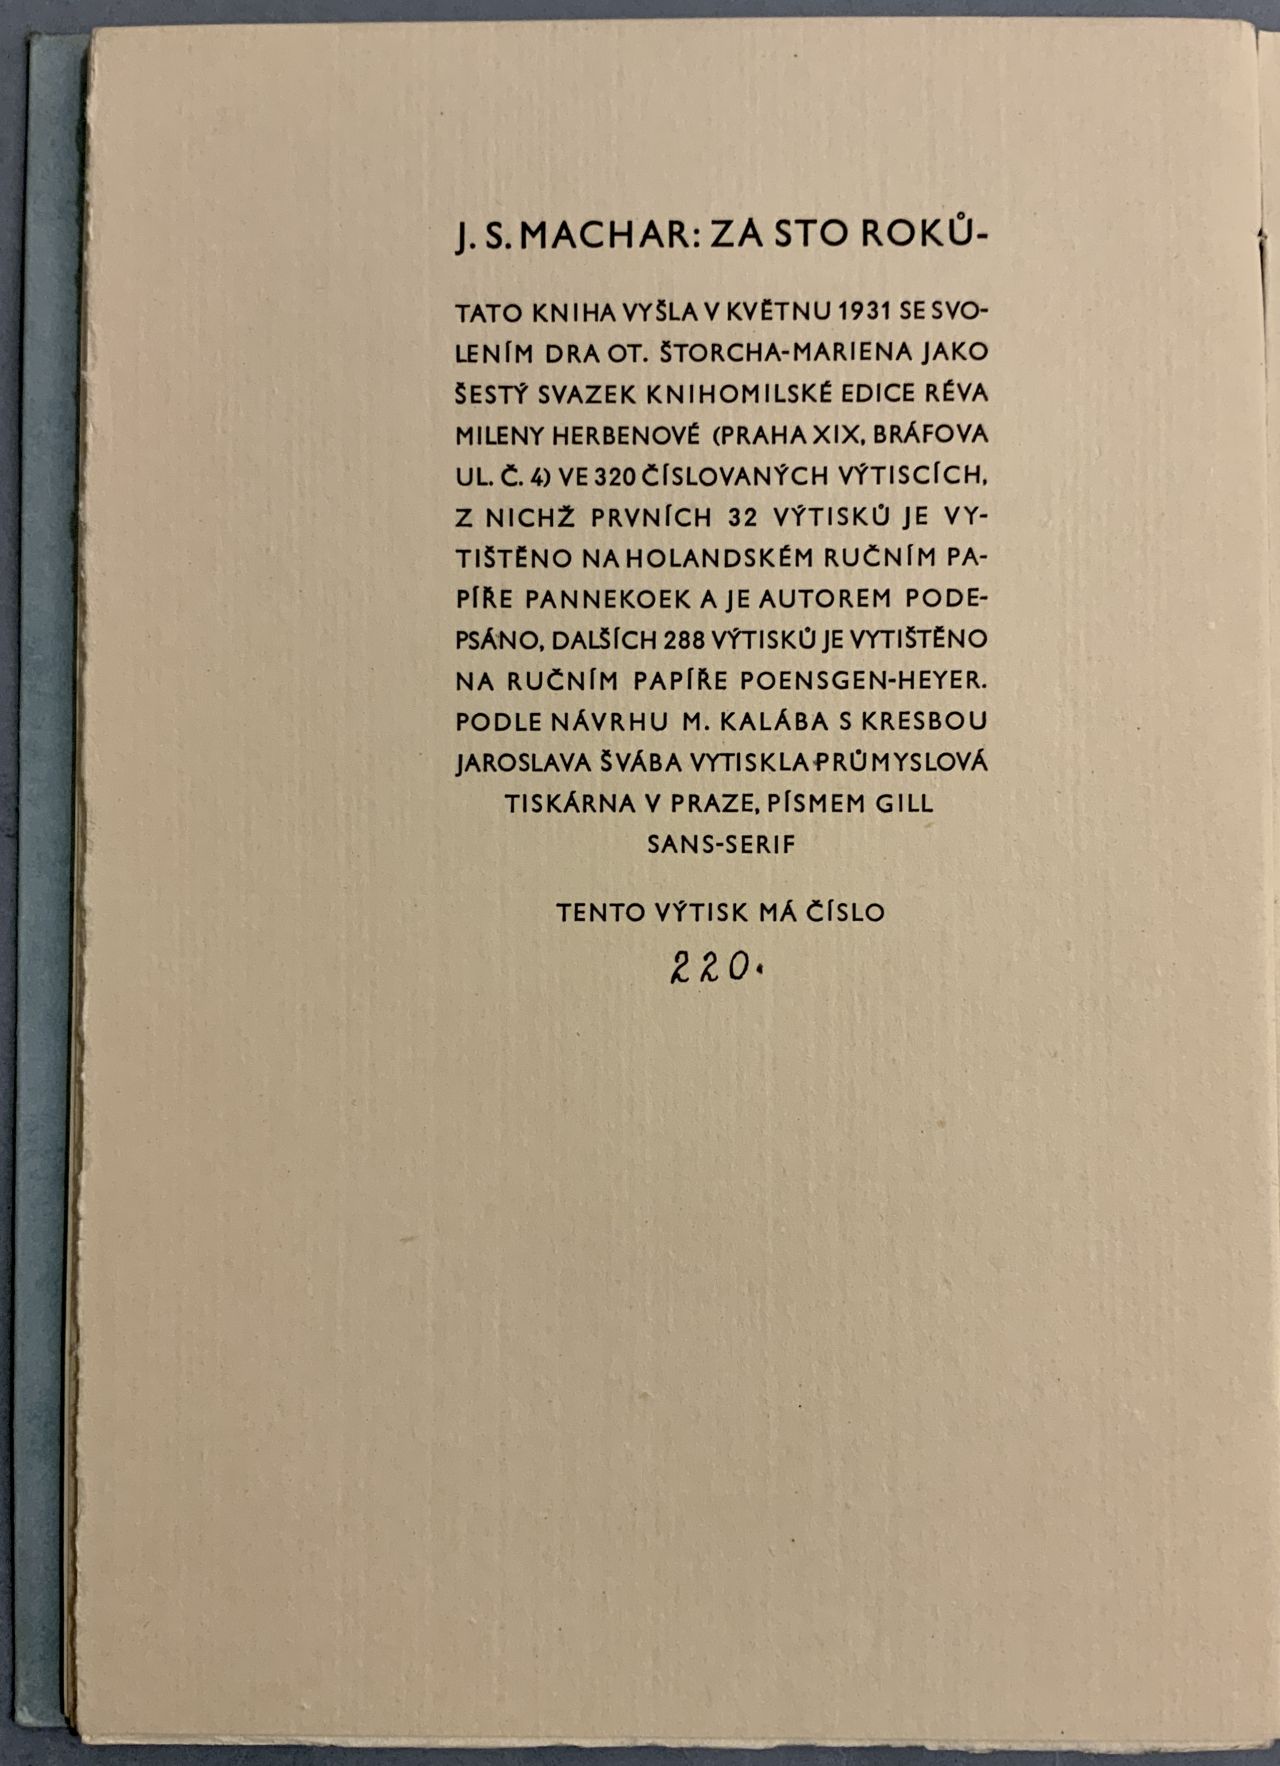 J. S. MACHAR: ZA STO ROKŮ-
TATO KNIHA VYŠLA V KVĚTNU 1931 SE SVO-
LENÍM DRA OT. ŠTORCHA-MARIENA JAKO
ŠESTÝ SVAZEK KNIHOMILSKÉ EDICE RÉVA
MILENY HERBENOVÉ (PRAHA XIX, BRÁFOVA
UL. Č. 4) VE 320 ČÍSLOVANÝCH VÝTISCÍCH,
Z NICHŽ PRVNÍCH 32 VÝTISKŮ JE VY-
TIŠTĚNO NA HOLANDSKÉM RUČNÍM PA-
PÍŘE PANNEKOEK A JE AUTOREM PODE-
PSÁNO, DALŠÍCH 288 VÝTISKŮ JE VYTIŠTĚNO
NA RUČNÍM PAPÍŘE POENSGEN-HEYER.
PODLE NÁVRHU M. KALÁBA S KRESBOU
JAROSLAVA ŠVÁBA VYTISKLA PRŮMYSLOVÁ
TISKÁRNA V PRAZE, PÍSMEM GILL
SANS-SERIF
TENTO VÝTISK MÁ ČÍSLO
220.